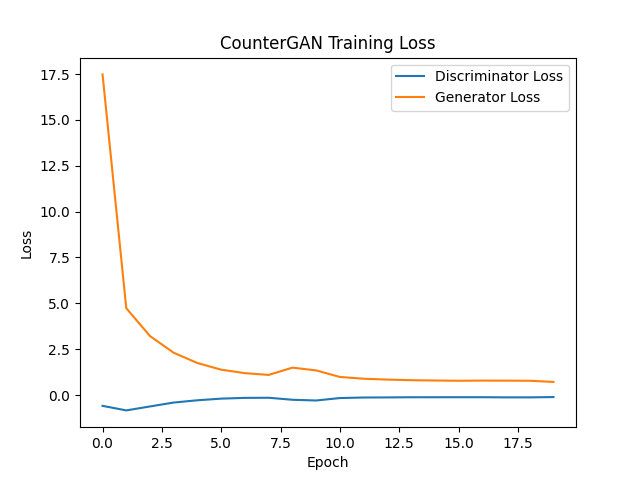 CounterGAN Training Loss
Discriminator Loss
Generator Loss
17.5
15.0
12.5
10.0
7.5
5.0
2.5
0.0
Loss
0.0 2.5 5.0 7.5 10.0 12.5 15.0 17.5
Epoch